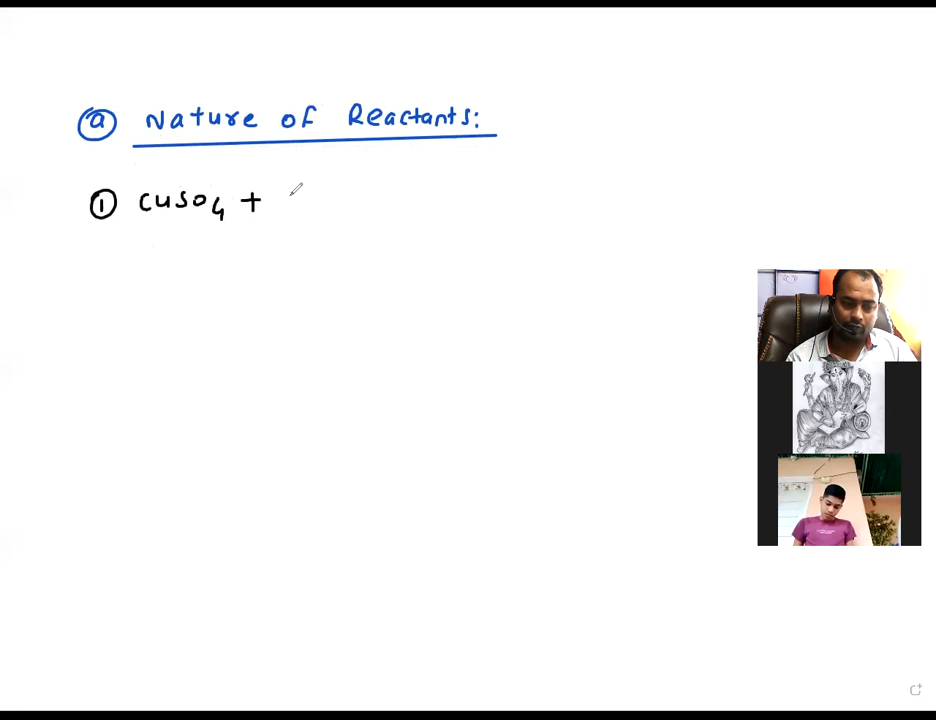 ⓐ Nature of Reactants:
① CuSO₄ +